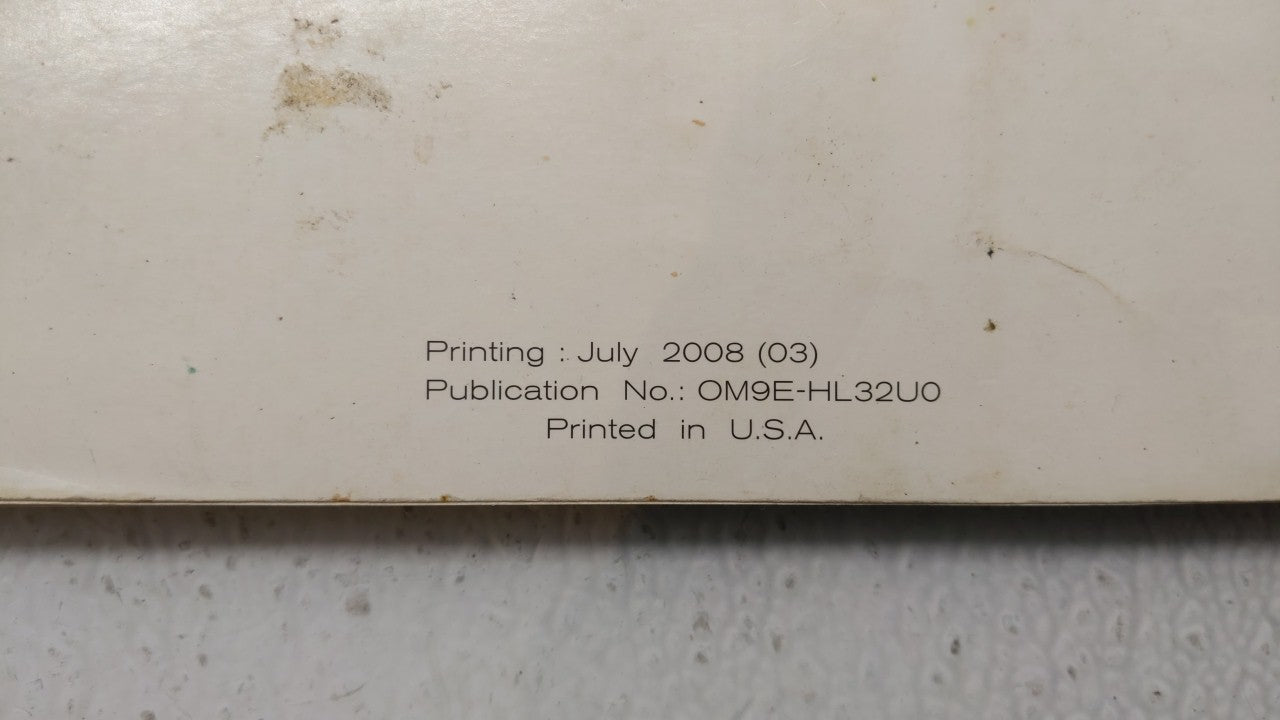 Printing : July 2008 (03)
Publication No.: OM9E-HL32U0
Printed in U.S.A.